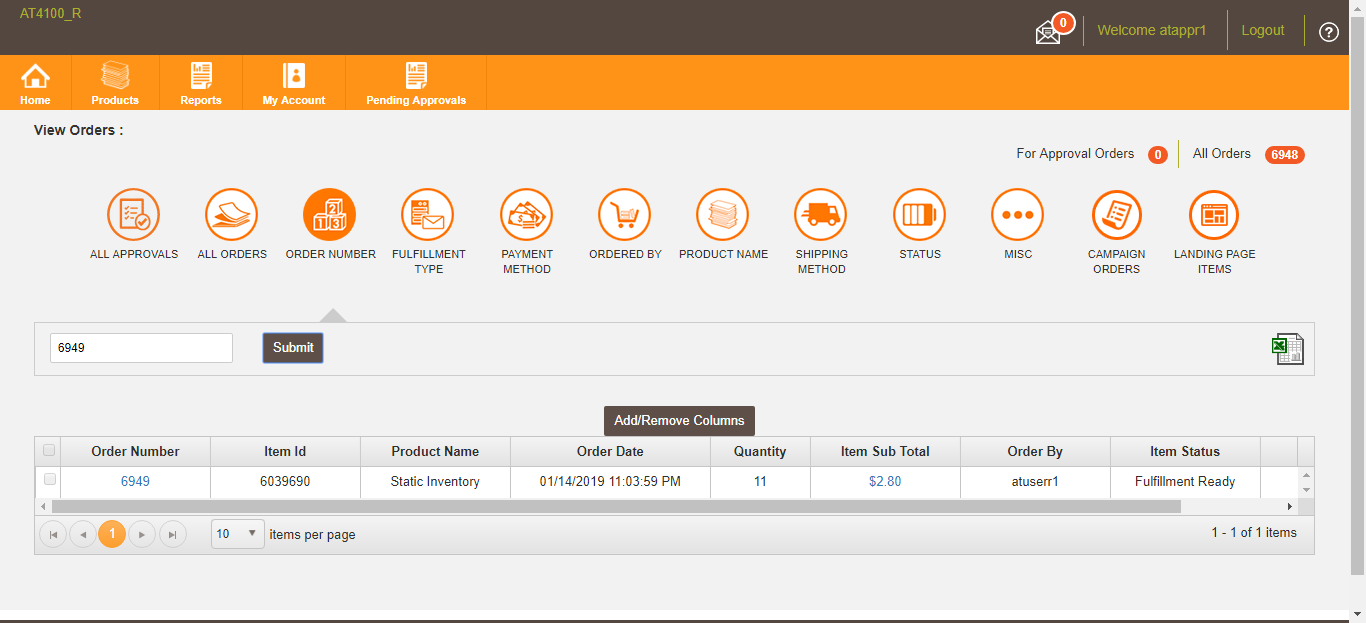 AT4100_R
0
Welcome atappr1
Logout
?
Home
Products
Reports
My Account
Pending Approvals
View Orders :
For Approval Orders 0
All Orders 6948
ALL APPROVALS
ALL ORDERS
ORDER NUMBER
FULFILLMENT
TYPE
PAYMENT
METHOD
ORDERED BY
PRODUCT NAME
SHIPPING
METHOD
STATUS
MISC
CAMPAIGN
ORDERS
LANDING PAGE
ITEMS
6949
Submit
Add/Remove Columns
Order Number Item Id Product Name Order Date Quantity Item Sub Total Order By Item Status
6949 6039690 Static Inventory 01/14/2019 11:03:59 PM 11 $2.80 atuserr1 Fulfillment Ready
1
10 items per page
1 - 1 of 1 items